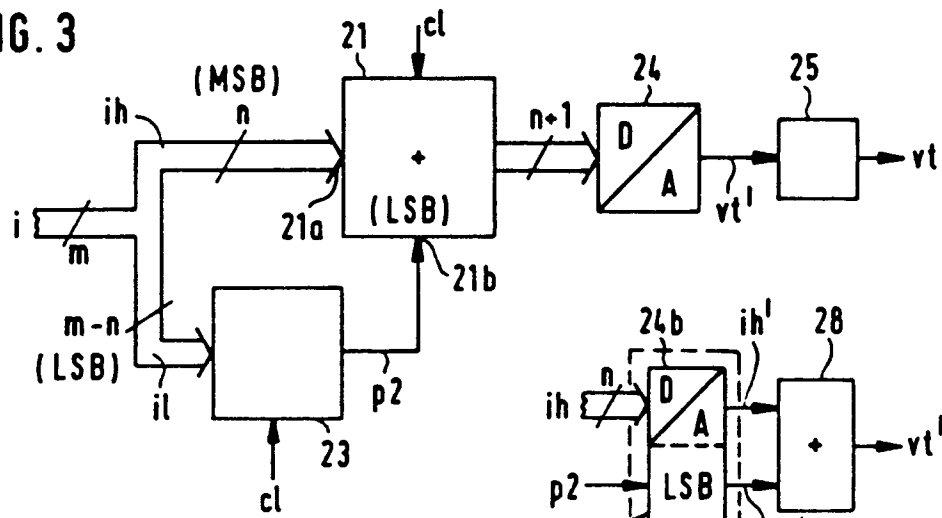 IG. 3
21
cl
(MSB)
n
ih
+
(LSB)
21a
21b
n+1
24
D
A
vt'
25
vt
i
m
m-n
(LSB)
il
p2
23
cl
24b
ih'
28
ih
n
D
A
+
vt'
p2
LSB